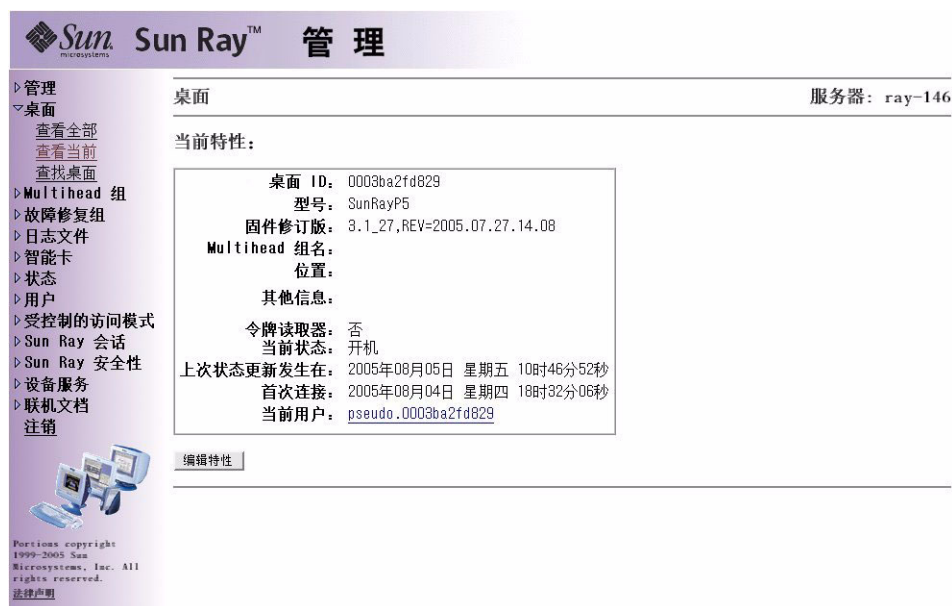 Sun microsystems Sun Ray™ 管 理
管理
桌面
查看全部
查看当前
查找桌面
Multihead 组
故障修复组
日志文件
智能卡
状态
用户
受控制的访问模式
Sun Ray 会话
Sun Ray 安全性
设备服务
联机文档
注销
Portions copyright
1999-2005 Sun
Microsystems, Inc. All
rights reserved.
法律声明
桌面 服务器: ray-146
当前特性:
桌面 ID: 0003ba2fd829
型号: SunRayP5
固件修订版: 3.1_27,REV=2005.07.27.14.08
Multihead 组名:
位置:
其他信息:
令牌读取器: 否
当前状态: 开机
上次状态更新发生在: 2005年08月05日 星期五 10时46分52秒
首次连接: 2005年08月04日 星期四 18时32分06秒
当前用户: pseudo.0003ba2fd829
编辑特性